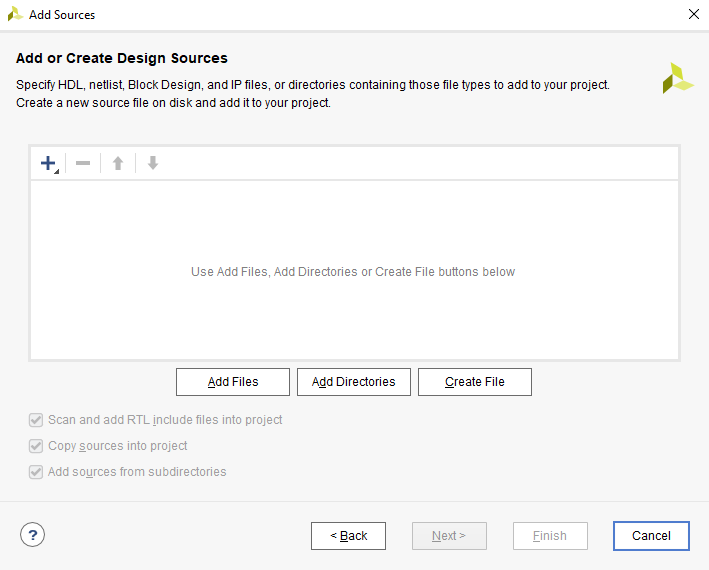 Add Sources
Add or Create Design Sources
Specify HDL, netlist, Block Design, and IP files, or directories containing those file types to add to your project.
Create a new source file on disk and add it to your project.
Use Add Files, Add Directories or Create File buttons below
Add Files
Add Directories
Create File
Scan and add RTL include files into project
Copy sources into project
Add sources from subdirectories
?
< Back
Next >
Finish
Cancel